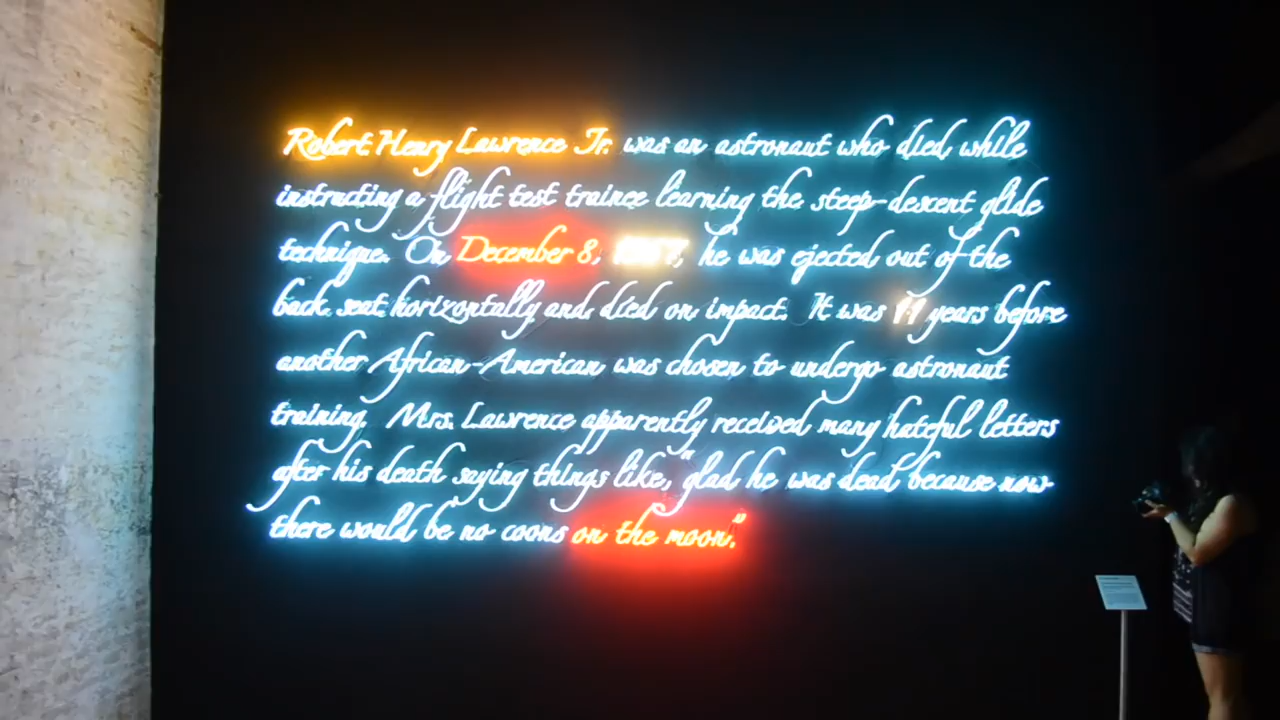 Robert Henry Lawrence Jr. was an astronaut who died while
instructing a flight test trainee learning the steep-descent glide
technique. On December 8, he was ejected out of the
back seat horizontally and died on impact. It was 11 years before
another African-American was chosen to undergo astronaut
training. Mrs. Lawrence apparently received many hateful letters
after his death saying things like, "glad he was dead because now
there would be no coons on the moon."